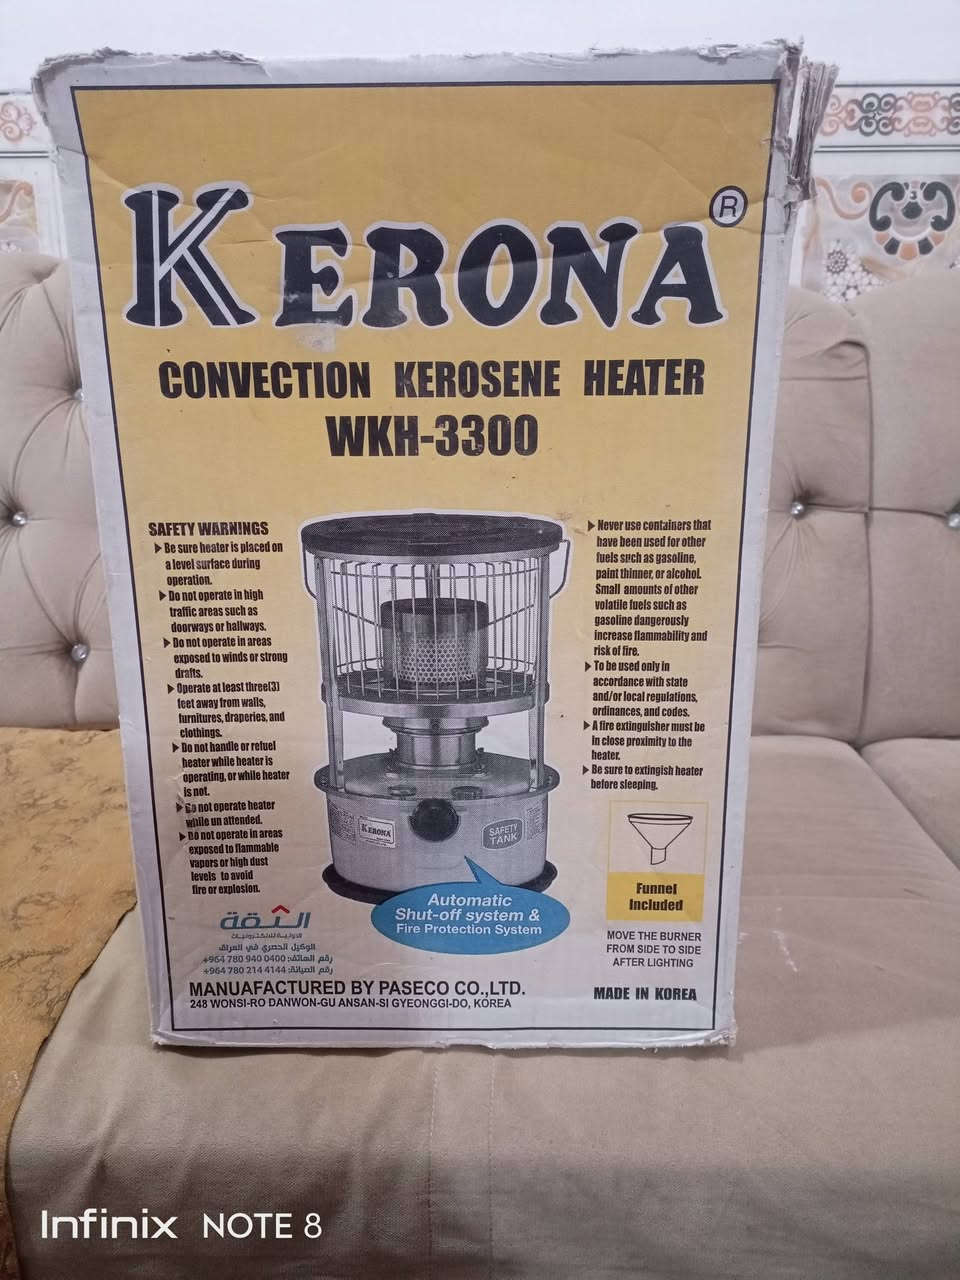 KERONA ®
CONVECTION KEROSENE HEATER
WKH-3300
SAFETY WARNINGS
▶ Be sure heater is placed on
a level surface during
operation.
▶ Do not operate in high
traffic areas such as
doorways or hallways.
▶ Do not operate in areas
exposed to winds or strong
drafts.
▶ Operate at least three(3)
feet away from walls,
furnitures, draperies, and
clothings.
▶ Do not handle or refuel
heater while heater is
operating, or while heater
is not.
▶ Do not operate heater
while un attended.
▶ Do not operate in areas
exposed to flammable
vapors or high dust
levels to avoid
fire or explosion.
▶ Never use containers that
have been used for other
fuels such as gasoline,
paint thinner, or alcohol.
Small amounts of other
volatile fuels such as
gasoline dangerously
increase flammability and
risk of fire.
▶ To be used only in
accordance with state
and/or local regulations,
ordinances, and codes.
▶ A fire extinguisher must be
in close proximity to the
heater.
▶ Be sure to extingish heater
before sleeping.
KERONA
SAFETY
TANK
Automatic
Shut-off system &
Fire Protection System
Funnel
Included
MOVE THE BURNER
FROM SIDE TO SIDE
AFTER LIGHTING
الثقة
الدولية للالكترونيات
الوكيل الحصري في العراق
رقم الهاتف: 0400 940 780 964+
رقم الصيانة: 4144 214 780 964+
MANUAFACTURED BY PASECO CO.,LTD.
248 WONSI-RO DANWON-GU ANSAN-SI GYEONGGI-DO, KOREA
MADE IN KOREA
Infinix NOTE 8